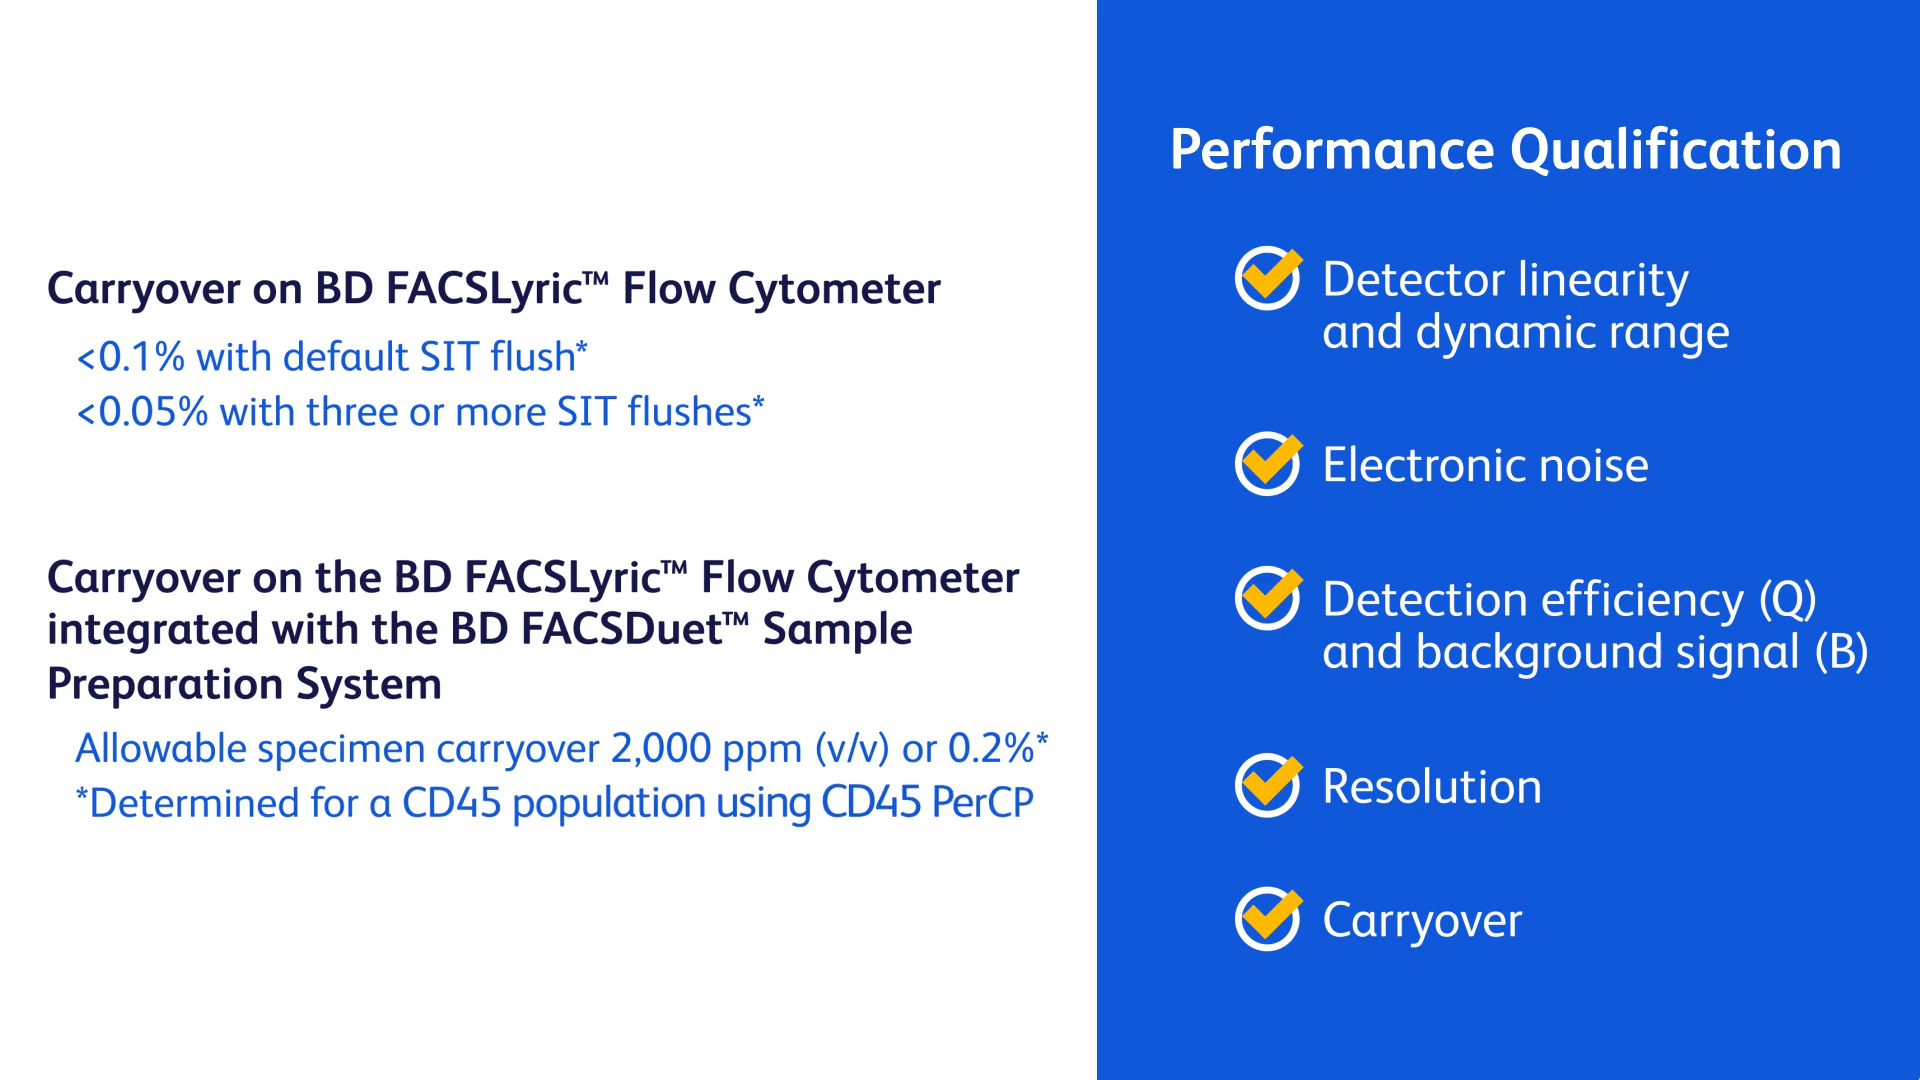 Carryover on BD FACSLyric™ Flow Cytometer
<0.1% with default SIT flush*
<0.05% with three or more SIT flushes*
Carryover on the BD FACSLyric™ Flow Cytometer
integrated with the BD FACSDuet™ Sample
Preparation System
Allowable specimen carryover 2,000 ppm (v/v) or 0.2%*
*Determined for a CD45 population using CD45 PerCP
Performance Qualification
Detector linearity
and dynamic range
Electronic noise
Detection efficiency (Q)
and background signal (B)
Resolution
Carryover